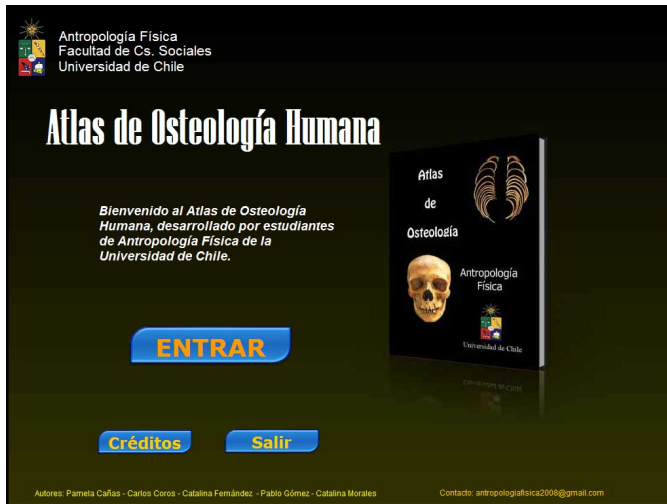 Antropología Física
Facultad de Cs. Sociales
Universidad de Chile
Atlas de Osteología Humana
Bienvenido al Atlas de Osteología
Humana, desarrollado por estudiantes
de Antropología Física de la
Universidad de Chile.
Atlas
de
Osteología
Antropología
Física
Universidad de Chile
ENTRAR
Créditos
Salir
Autores: Pamela Cañas - Carlos Coros - Catalina Fernández - Pablo Gómez - Catalina Morales
Contacto: antropologiafisica2008@gmail.com